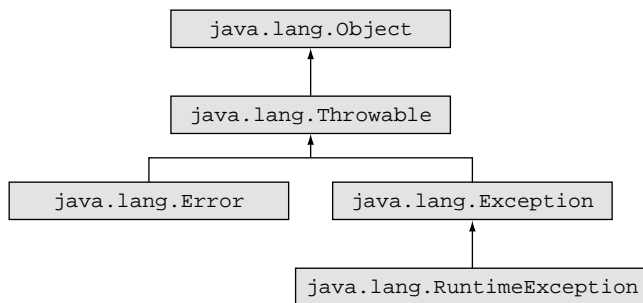 java.lang.Object
java.lang.Throwable
java.lang.Error
java.lang.Exception
java.lang.RuntimeException